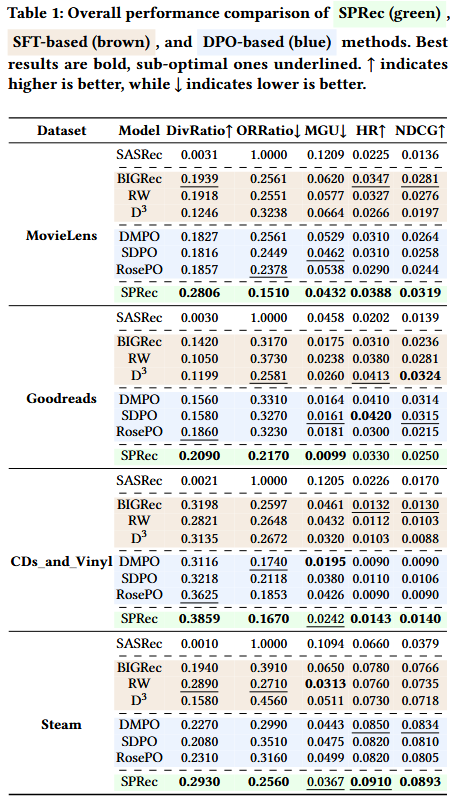 Table 1: Overall performance comparison of SPRec (green) ,
SFT-based (brown) , and DPO-based (blue) methods. Best
results are bold, sub-optimal ones underlined. ↑ indicates
higher is better, while ↓ indicates lower is better.
Dataset Model DivRatio↑ ORRatio↓ MGU↓ HR↑ NDCG↑
SASRec 0.0031 1.0000 0.1209 0.0225 0.0136
BIGRec 0.1939 0.2561 0.0620 0.0347 0.0281
RW 0.1918 0.2551 0.0577 0.0327 0.0276
D³ 0.1246 0.3238 0.0664 0.0266 0.0197
MovieLens DMPO 0.1827 0.2561 0.0529 0.0310 0.0264
SDPO 0.1816 0.2449 0.0462 0.0310 0.0258
RosePO 0.1857 0.2378 0.0538 0.0290 0.0244
SPRec 0.2806 0.1510 0.0432 0.0388 0.0319
SASRec 0.0030 1.0000 0.0458 0.0202 0.0139
BIGRec 0.1420 0.3170 0.0175 0.0310 0.0236
RW 0.1050 0.3730 0.0238 0.0380 0.0281
D³ 0.1199 0.2581 0.0260 0.0413 0.0324
Goodreads DMPO 0.1560 0.3310 0.0164 0.0410 0.0314
SDPO 0.1580 0.3270 0.0161 0.0420 0.0315
RosePO 0.1860 0.3230 0.0181 0.0300 0.0215
SPRec 0.2090 0.2170 0.0099 0.0330 0.0250
SASRec 0.0021 1.0000 0.1205 0.0226 0.0170
BIGRec 0.3198 0.2597 0.0461 0.0132 0.0130
RW 0.2821 0.2648 0.0432 0.0112 0.0103
D³ 0.3135 0.2672 0.0320 0.0103 0.0088
CDs_and_Vinyl DMPO 0.3116 0.1740 0.0195 0.0090 0.0090
SDPO 0.3218 0.2118 0.0380 0.0110 0.0106
RosePO 0.3625 0.1853 0.0426 0.0090 0.0090
SPRec 0.3859 0.1670 0.0242 0.0143 0.0140
SASRec 0.0010 1.0000 0.1094 0.0660 0.0379
BIGRec 0.1940 0.3910 0.0650 0.0780 0.0766
RW 0.2890 0.2710 0.0313 0.0760 0.0735
D³ 0.1580 0.4560 0.0511 0.0730 0.0718
Steam DMPO 0.2270 0.2990 0.0443 0.0850 0.0834
SDPO 0.2080 0.3510 0.0475 0.0820 0.0810
RosePO 0.2310 0.3160 0.0499 0.0820 0.0805
SPRec 0.2930 0.2560 0.0367 0.0910 0.0893